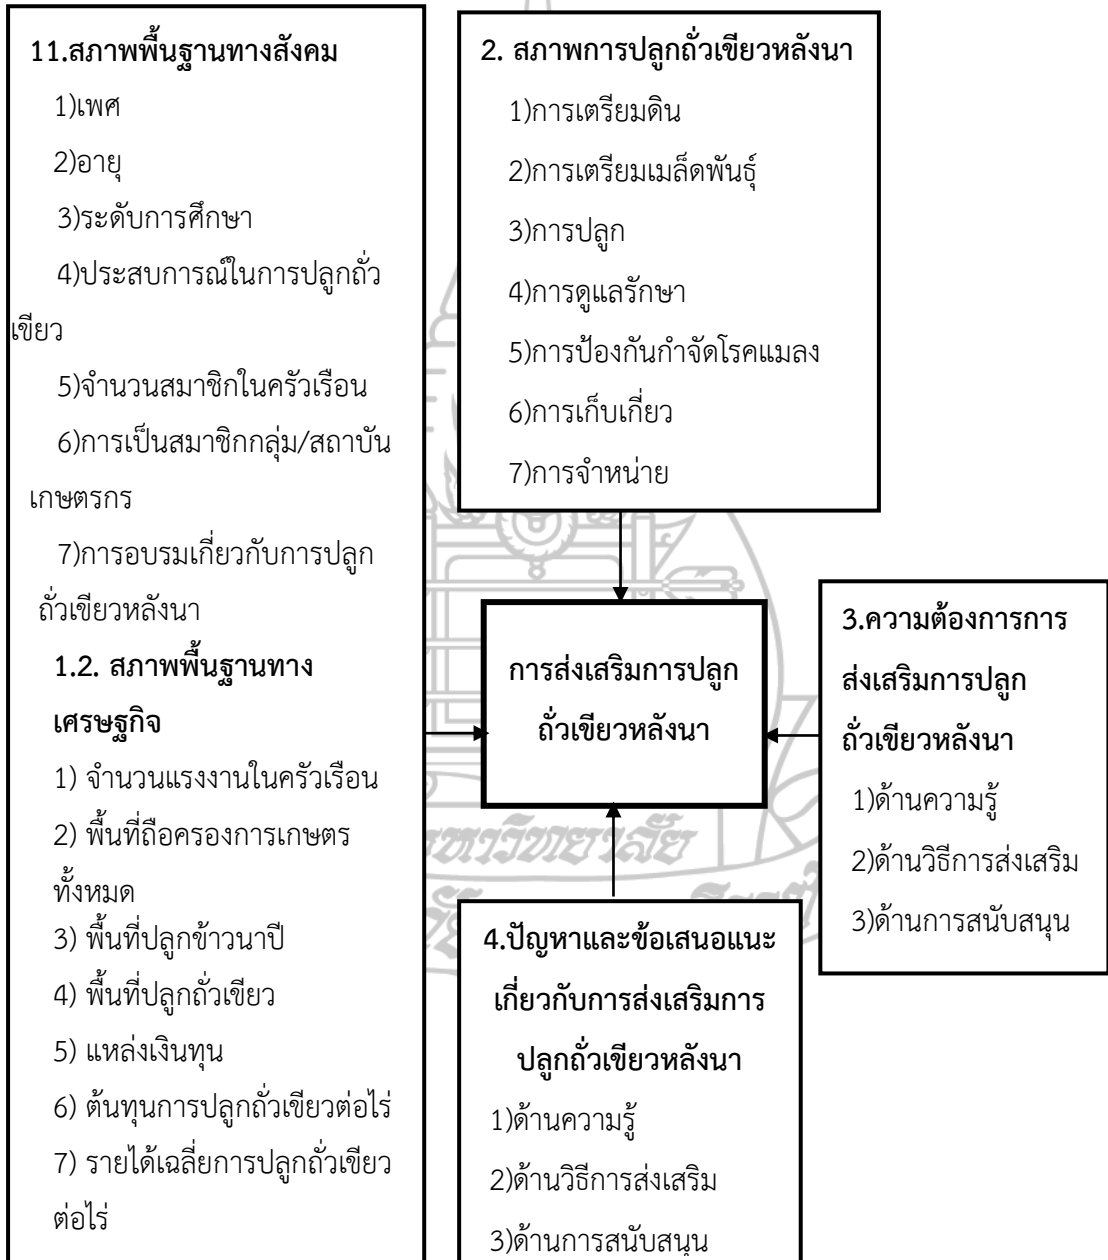 11.สภาพพื้นฐานทางสังคม
1)เพศ
2)อายุ
3)ระดับการศึกษา
4)ประสบการณ์ในการปลูกถั่ว
เขียว
5)จำนวนสมาชิกในครัวเรือน
6)การเป็นสมาชิกกลุ่ม/สถาบัน
เกษตรกร
7)การอบรมเกี่ยวกับการปลูก
ถั่วเขียวหลังนา
1.2. สภาพพื้นฐานทาง
เศรษฐกิจ
1) จำนวนแรงงานในครัวเรือน
2) พื้นที่ถือครองการเกษตร
ทั้งหมด
3) พื้นที่ปลูกข้าวนาปี
4) พื้นที่ปลูกถั่วเขียว
5) แหล่งเงินทุน
6) ต้นทุนการปลูกถั่วเขียวต่อไร่
7) รายได้เฉลี่ยการปลูกถั่วเขียว
ต่อไร่
2. สภาพการปลูกถั่วเขียวหลังนา
1)การเตรียมดิน
2)การเตรียมเมล็ดพันธุ์
3)การปลูก
4)การดูแลรักษา
5)การป้องกันกำจัดโรคแมลง
6)การเก็บเกี่ยว
7)การจำหน่าย
การส่งเสริมการปลูก
ถั่วเขียวหลังนา
3.ความต้องการการ
ส่งเสริมการปลูก
ถั่วเขียวหลังนา
1)ด้านความรู้
2)ด้านวิธีการส่งเสริม
3)ด้านการสนับสนุน
4.ปัญหาและข้อเสนอแนะ
เกี่ยวกับการส่งเสริมการ
ปลูกถั่วเขียวหลังนา
1)ด้านความรู้
2)ด้านวิธีการส่งเสริม
3)ด้านการสนับสนุน